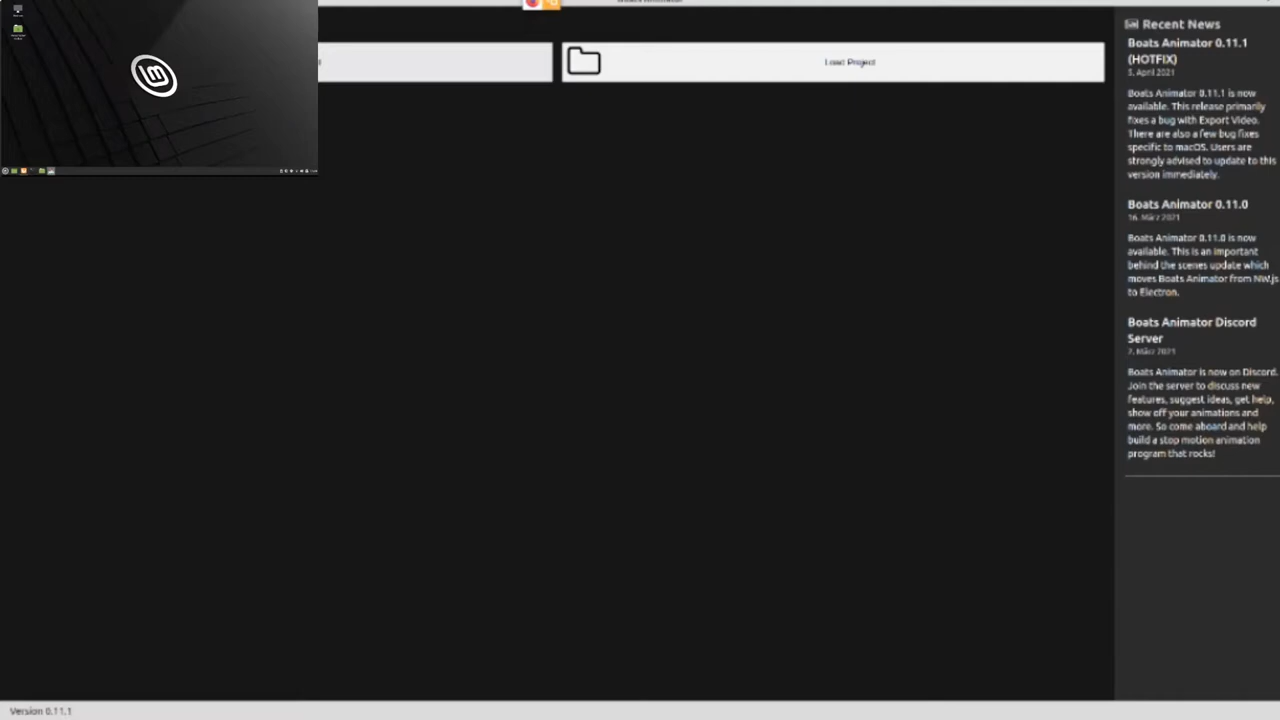 Load Project
Recent News
Boats Animator 0.11.1
(HOTFIX)
5. April 2021
Boats Animator 0.11.1 is now
available. This release primarily
fixes a bug with Export Video.
There are also a few bug fixes
specific to macOS. Users are
strongly advised to update to this
version immediately.
Boats Animator 0.11.0
16. März 2021
Boats Animator 0.11.0 is now
available. This is an important
behind the scenes update which
moves Boats Animator from NW.js
to Electron.
Boats Animator Discord
Server
7. März 2021
Boats Animator is now on Discord.
Join the server to discuss new
features, suggest ideas, get help,
show off your animations and
more. So come aboard and help
build a stop motion animation
program that rocks!
Version 0.11.1